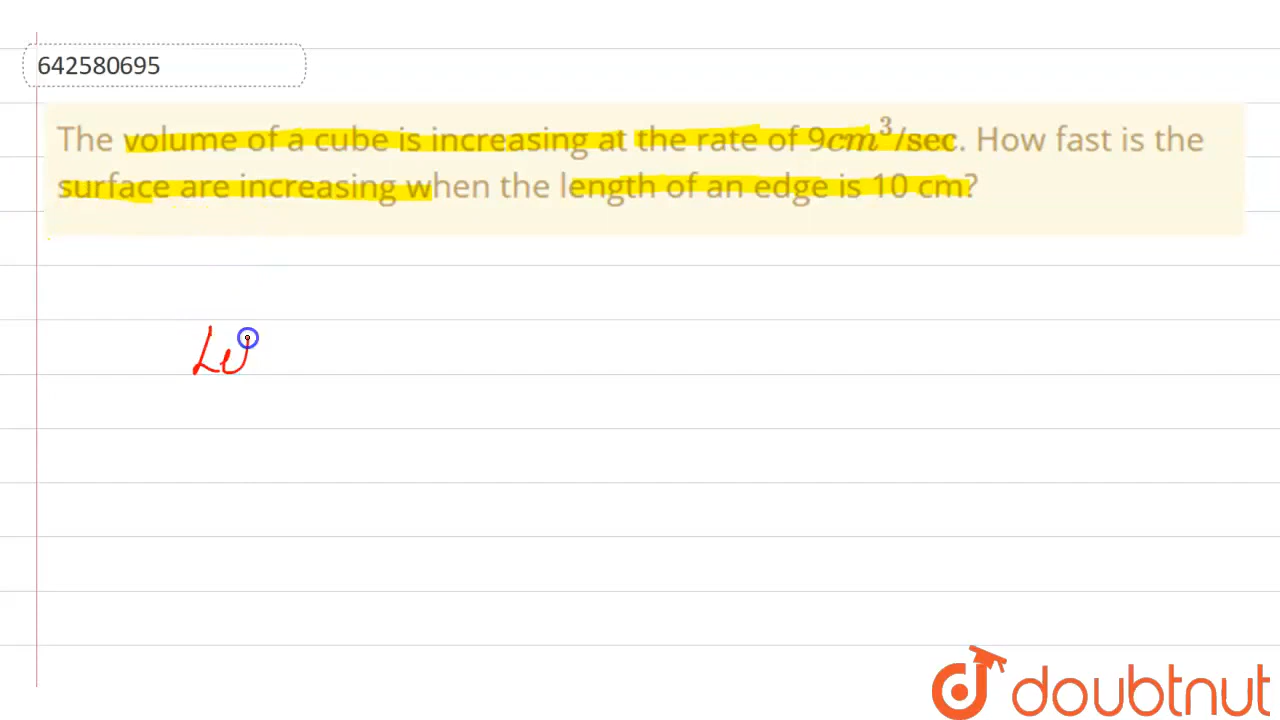 642580695
The volume of a cube is increasing at the rate of 9cm³/sec. How fast is the
surface are increasing when the length of an edge is 10 cm?
doubtnut